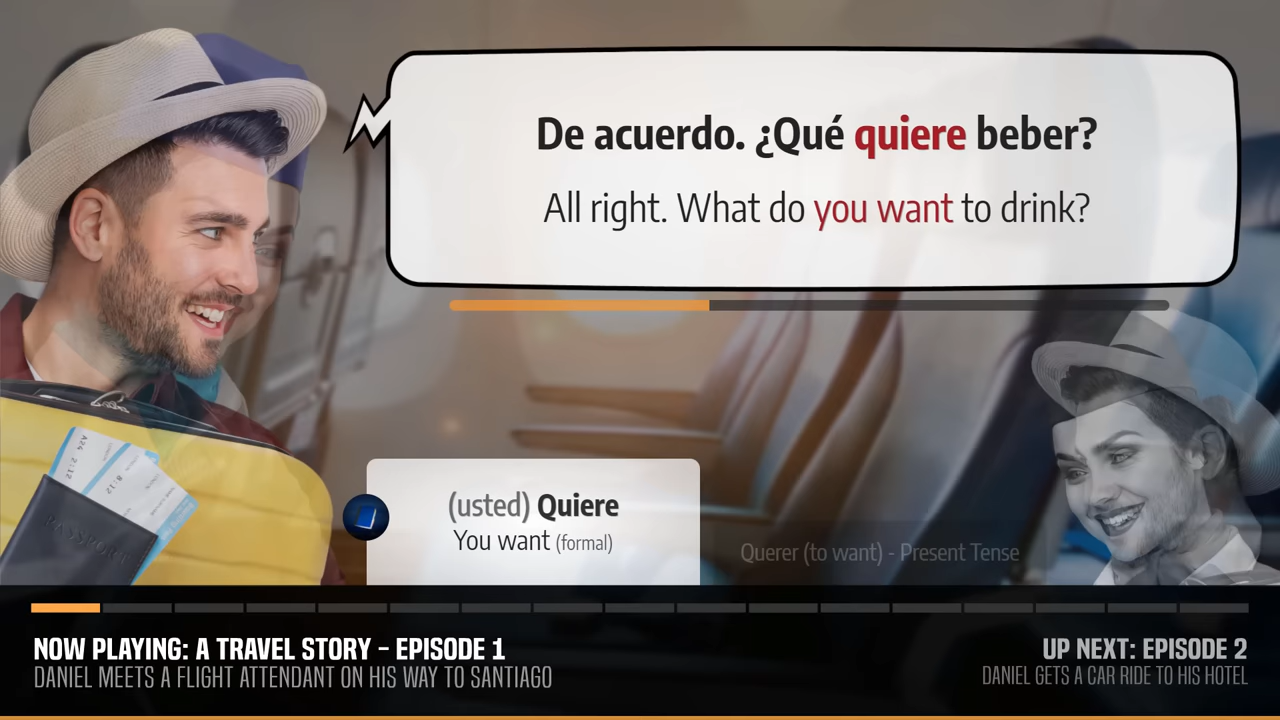 De acuerdo. ¿Qué quiere beber?
All right. What do you want to drink?
(usted) Quiere
You want (formal)
Querer (to want) - Present Tense
PASSPORT
NOW PLAYING: A TRAVEL STORY - EPISODE 1
DANIEL MEETS A FLIGHT ATTENDANT ON HIS WAY TO SANTIAGO
UP NEXT: EPISODE 2
DANIEL GETS A CAR RIDE TO HIS HOTEL